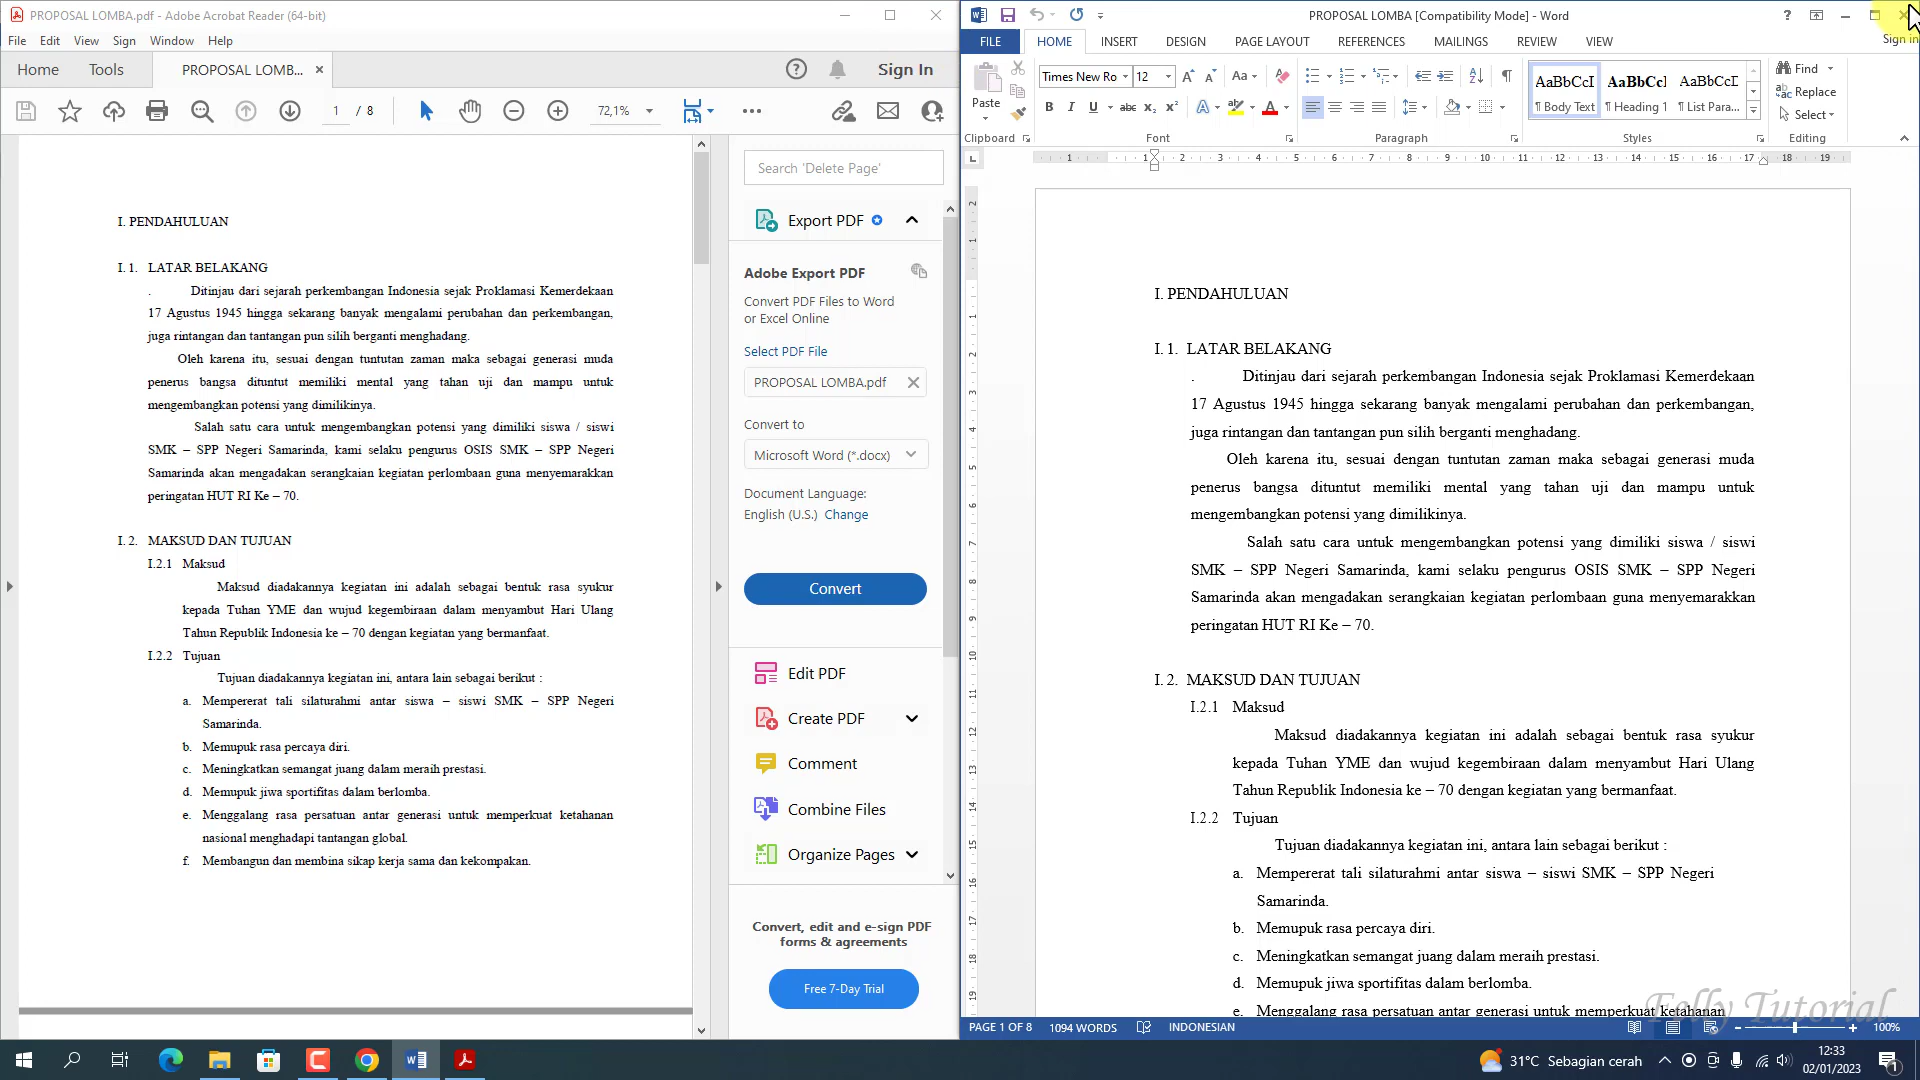 PROPOSAL LOMBA.pdf - Adobe Acrobat Reader (64-bit)
File Edit View Sign Window Help
Home Tools PROPOSAL LOMB... × Sign In
1 / 8 72,1%
I. PENDAHULUAN
I. 1. LATAR BELAKANG
. Ditinjau dari sejarah perkembangan Indonesia sejak Proklamasi Kemerdekaan
17 Agustus 1945 hingga sekarang banyak mengalami perubahan dan perkembangan,
juga rintangan dan tantangan pun silih berganti menghadang.
Oleh karena itu, sesuai dengan tuntutan zaman maka sebagai generasi muda
penerus bangsa dituntut memiliki mental yang tahan uji dan mampu untuk
mengembangkan potensi yang dimilikinya.
Salah satu cara untuk mengembangkan potensi yang dimiliki siswa / siswi
SMK – SPP Negeri Samarinda, kami selaku pengurus OSIS SMK – SPP Negeri
Samarinda akan mengadakan serangkaian kegiatan perlombaan guna menyemarakkan
peringatan HUT RI Ke – 70.
I. 2. MAKSUD DAN TUJUAN
I.2.1 Maksud
Maksud diadakannya kegiatan ini adalah sebagai bentuk rasa syukur
kepada Tuhan YME dan wujud kegembiraan dalam menyambut Hari Ulang
Tahun Republik Indonesia ke – 70 dengan kegiatan yang bermanfaat.
I.2.2 Tujuan
Tujuan diadakannya kegiatan ini, antara lain sebagai berikut :
a. Mempererat tali silaturahmi antar siswa – siswi SMK – SPP Negeri
Samarinda.
b. Memupuk rasa percaya diri.
c. Meningkatkan semangat juang dalam meraih prestasi.
d. Memupuk jiwa sportifitas dalam berlomba.
e. Menggalang rasa persatuan antar generasi untuk memperkuat ketahanan
nasional menghadapi tantangan global.
f. Membangun dan membina sikap kerja sama dan kekompakan.
Search 'Delete Page'
Export PDF
Adobe Export PDF
Convert PDF Files to Word
or Excel Online
Select PDF File
PROPOSAL LOMBA.pdf
Convert to
Microsoft Word (*.docx)
Document Language:
English (U.S.) Change
Convert
Edit PDF
Create PDF
Comment
Combine Files
Organize Pages
Convert, edit and e-sign PDF
forms & agreements
Free 7-Day Trial
PROPOSAL LOMBA [Compatibility Mode] - Word
Sign in
FILE HOME INSERT DESIGN PAGE LAYOUT REFERENCES MAILINGS REVIEW VIEW
Paste
Times New Ro 12
AaBbCcI AaBbCcI AaBbCcD
¶ Body Text ¶ Heading 1 ¶ List Para...
Find
Replace
Select
Clipboard Font Paragraph Styles Editing
1 1 2 3 4 5 6 7 8 9 10 11 12 13 14 15 16 17 18 19
I. PENDAHULUAN
I. 1. LATAR BELAKANG
. Ditinjau dari sejarah perkembangan Indonesia sejak Proklamasi Kemerdekaan
17 Agustus 1945 hingga sekarang banyak mengalami perubahan dan perkembangan,
juga rintangan dan tantangan pun silih berganti menghadang.
Oleh karena itu, sesuai dengan tuntutan zaman maka sebagai generasi muda
penerus bangsa dituntut memiliki mental yang tahan uji dan mampu untuk
mengembangkan potensi yang dimilikinya.
Salah satu cara untuk mengembangkan potensi yang dimiliki siswa / siswi
SMK – SPP Negeri Samarinda, kami selaku pengurus OSIS SMK – SPP Negeri
Samarinda akan mengadakan serangkaian kegiatan perlombaan guna menyemarakkan
peringatan HUT RI Ke – 70.
I. 2. MAKSUD DAN TUJUAN
I.2.1 Maksud
Maksud diadakannya kegiatan ini adalah sebagai bentuk rasa syukur
kepada Tuhan YME dan wujud kegembiraan dalam menyambut Hari Ulang
Tahun Republik Indonesia ke – 70 dengan kegiatan yang bermanfaat.
I.2.2 Tujuan
Tujuan diadakannya kegiatan ini, antara lain sebagai berikut :
a. Mempererat tali silaturahmi antar siswa – siswi SMK – SPP Negeri
Samarinda.
b. Memupuk rasa percaya diri.
c. Meningkatkan semangat juang dalam meraih prestasi.
d. Memupuk jiwa sportifitas dalam berlomba.
e. Menggalang rasa persatuan antar generasi untuk memperkuat ketahanan
Felly Tutorial
PAGE 1 OF 8 1094 WORDS INDONESIAN 100%
31°C Sebagian cerah
12:33
02/01/2023
1